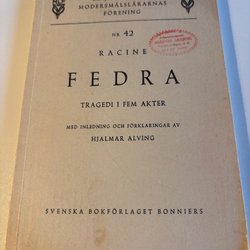 MODERSMÅLSLÄRARNAS
FÖRENING
NR 42
RACINE
FEDRA
TRAGEDI I FEM AKTER
MED INLEDNING OCH FÖRKLARINGAR AV
HJALMAR ALVING
SVENSKA BOKFÖRLAGET BONNIERS